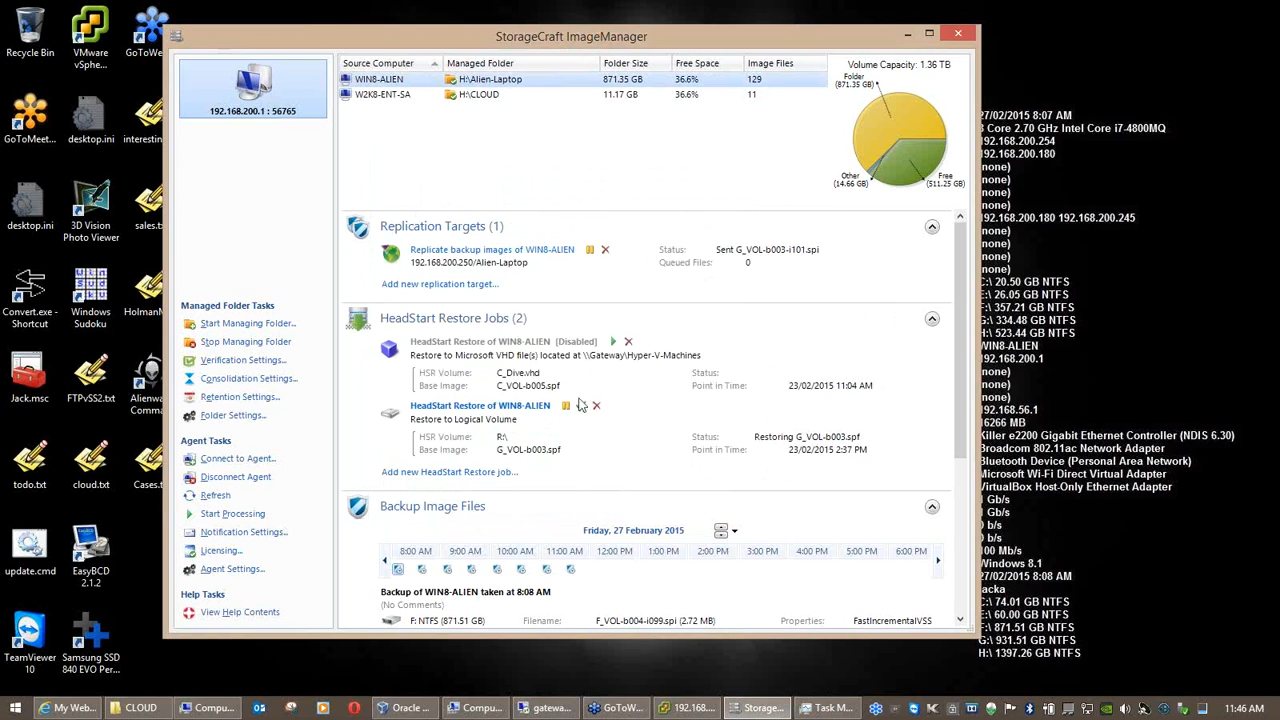 Recycle Bin
VMware vSphe...
GoToWe
GoToMeet...
desktop.ini
interestin
desktop.ini
3D Vision Photo Viewer
sales.tx
Convert.exe - Shortcut
Windows Sudoku
Holman
Jack.msc
FTPvSS2.txt
Alienw Comma
todo.txt
vcb.txt
Cases.t
update.cmd
EasyBCD 2.1.2
TeamViewer 10
Samsung SSD 840 EVO Per...
StorageCraft ImageManager
192.168.200.1 : 56765
Managed Folder Tasks
Start Managing Folder...
Stop Managing Folder
Verification Settings...
Consolidation Settings...
Retention Settings...
Folder Settings...
Agent Tasks
Connect to Agent...
Disconnect Agent
Refresh
Start Processing
Notification Settings...
Licensing...
Agent Settings...
Help Tasks
View Help Contents
Source Computer Managed Folder Folder Size Free Space Image Files
WIN8-ALIEN H:\Alien-Laptop 871.35 GB 36.6% 129
W2K8-ENT-SA H:\CLOUD 11.17 GB 36.6% 11
Volume Capacity: 1.36 TB
Folder (871.35 GB)
Other (14.66 GB)
Free (511.25 GB)
Replication Targets (1)
Replicate backup images of WIN8-ALIEN Status: Sent G_VOL-b003-i101.spi
192.168.200.250/Alien-Laptop Queued Files: 0
Add new replication target...
HeadStart Restore Jobs (2)
HeadStart Restore of WIN8-ALIEN [Disabled]
Restore to Microsoft VHD file(s) located at \\Gateway\Hyper-V-Machines
HSR Volume: C_Dive.vhd Status:
Base Image: C_VOL-b005.spf Point in Time: 23/02/2015 11:04 AM
HeadStart Restore of WIN8-ALIEN
Restore to Logical Volume
HSR Volume: R:\ Status: Restoring G_VOL-b003.spf
Base Image: G_VOL-b003.spf Point in Time: 23/02/2015 2:37 PM
Add new HeadStart Restore job...
Backup Image Files
Friday, 27 February 2015
8:00 AM 9:00 AM 10:00 AM 11:00 AM 12:00 PM 1:00 PM 2:00 PM 3:00 PM 4:00 PM 5:00 PM 6:00 PM
Backup of WIN8-ALIEN taken at 8:08 AM
(No Comments)
F: NTFS (871.51 GB) Filename: F_VOL-b004-i099.spi (2.72 MB) Properties: FastIncrementalVSS
27/02/2015 8:07 AM
Core 2.70 GHz Intel Core i7-4800MQ
192.168.200.254
192.168.200.180
(none)
(none)
(none)
(none)
192.168.200.180 192.168.200.245
(none)
(none)
(none)
(none)
C:\ 20.50 GB NTFS
E:\ 26.05 GB NTFS
F:\ 357.21 GB NTFS
G:\ 334.48 GB NTFS
H:\ 523.44 GB NTFS
WIN8-ALIEN
192.168.200.1
(none)
(none)
192.168.56.1
16266 MB
Killer e2200 Gigabit Ethernet Controller (NDIS 6.30)
Broadcom 802.11ac Network Adapter
Bluetooth Device (Personal Area Network)
Microsoft Wi-Fi Direct Virtual Adapter
VirtualBox Host-Only Ethernet Adapter
1 Gb/s
1 Gb/s
0 b/s
0 b/s
100 Mb/s
Windows 8.1
27/02/2015 8:08 AM
jacka
C:\ 74.01 GB NTFS
E:\ 60.00 GB NTFS
F:\ 871.51 GB NTFS
G:\ 931.51 GB NTFS
H:\ 1397.26 GB NTFS
My Web...
CLOUD
Compu...
Oracle ...
Compu...
gatewa...
GoToW...
192.168...
Storage...
Task M...
11:46 AM